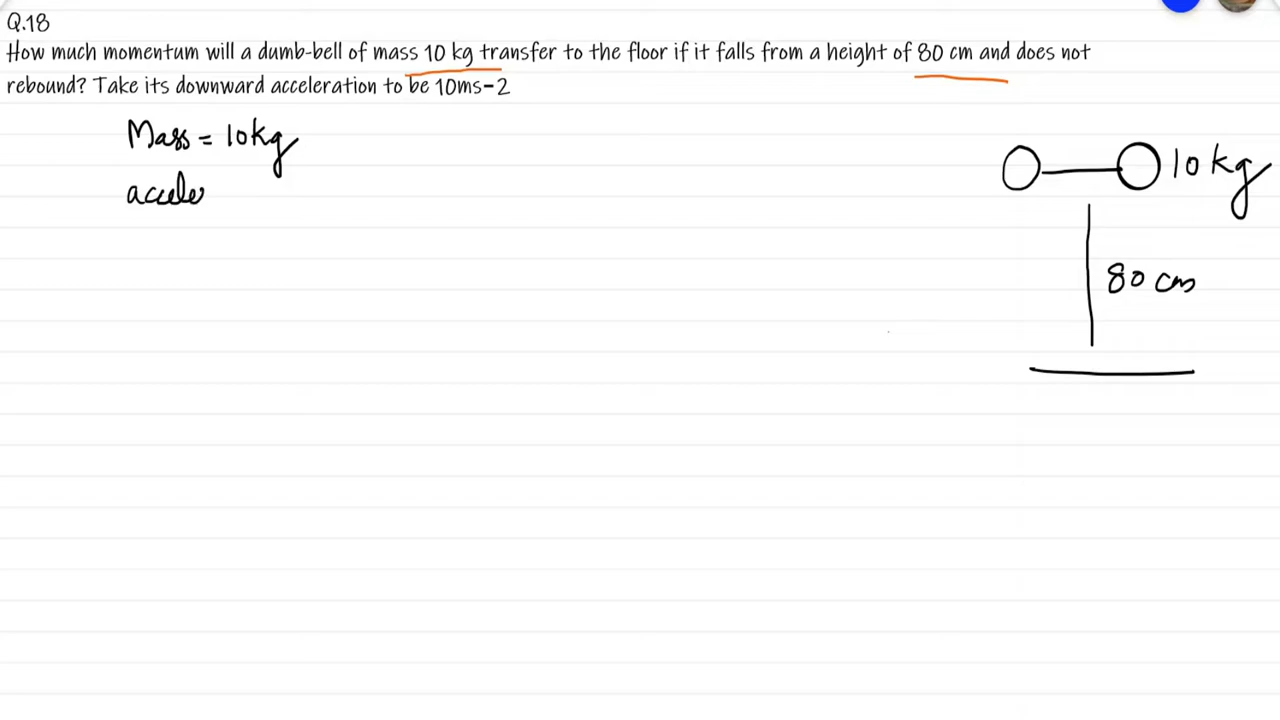 Q.18
How much momentum will a dumb-bell of mass 10 kg transfer to the floor if it falls from a height of 80 cm and does not
rebound? Take its downward acceleration to be 10ms-2
Mass = 10kg
accele
10 kg
80 cm